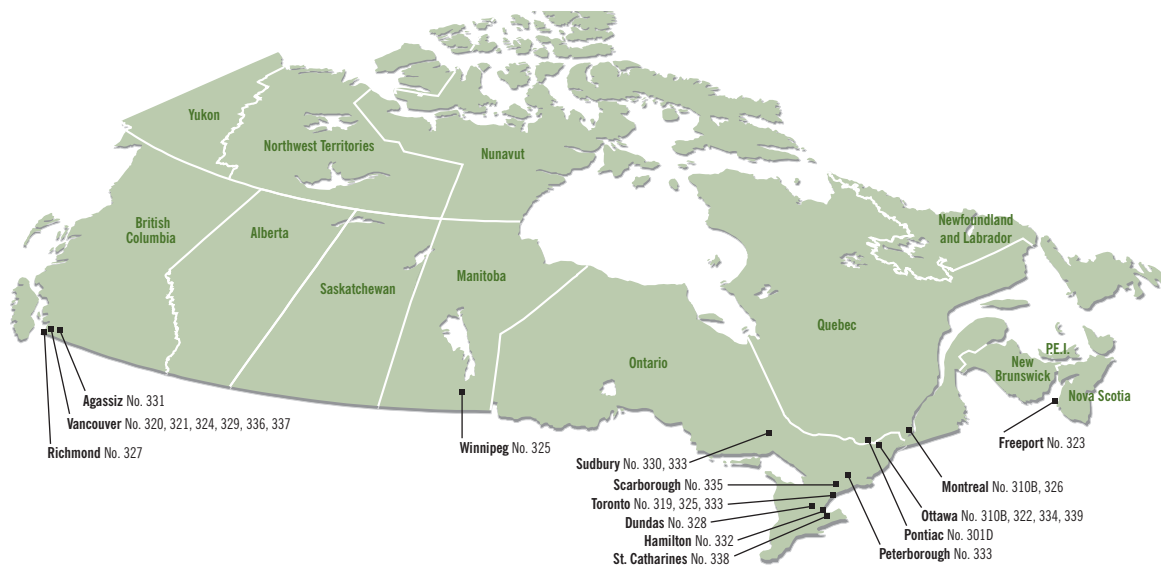 Yukon
Northwest Territories
Nunavut
British
Columbia
Alberta
Saskatchewan
Manitoba
Ontario
Quebec
Newfoundland
and Labrador
P.E.I.
New
Brunswick
Nova Scotia
Agassiz No. 331
Vancouver No. 320, 321, 324, 329, 336, 337
Richmond No. 327
Winnipeg No. 325
Sudbury No. 330, 333
Scarborough No. 335
Toronto No. 319, 325, 333
Dundas No. 328
Hamilton No. 332
St. Catharines No. 338
Freeport No. 323
Montreal No. 310B, 326
Ottawa No. 310B, 322, 334, 339
Pontiac No. 301D
Peterborough No. 333